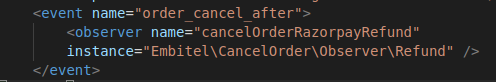 <event name="order_cancel_after">
<observer name="cancelOrderRazorpayRefund"
instance="Embitel\CancelOrder\Observer\Refund" />
</event>